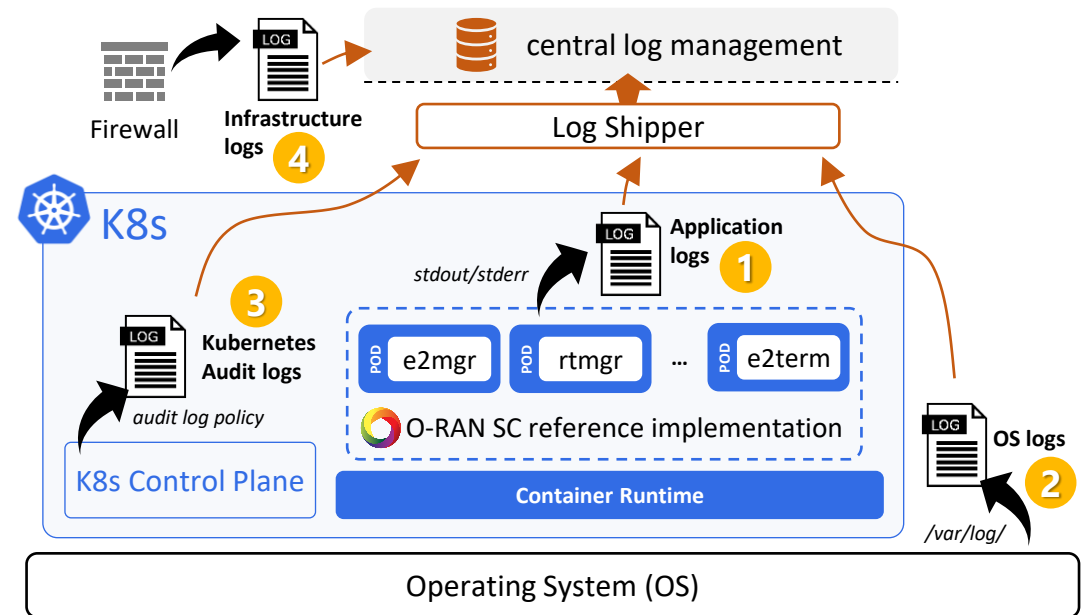 LOG
central log management
Firewall
Infrastructure
logs
4
Log Shipper
K8s
LOG
Application
logs
1
stdout/stderr
3
LOG
Kubernetes
Audit logs
audit log policy
POD
e2mgr
POD
rtmgr
...
POD
e2term
O-RAN SC reference implementation
K8s Control Plane
Container Runtime
LOG
OS logs
2
/var/log/
Operating System (OS)